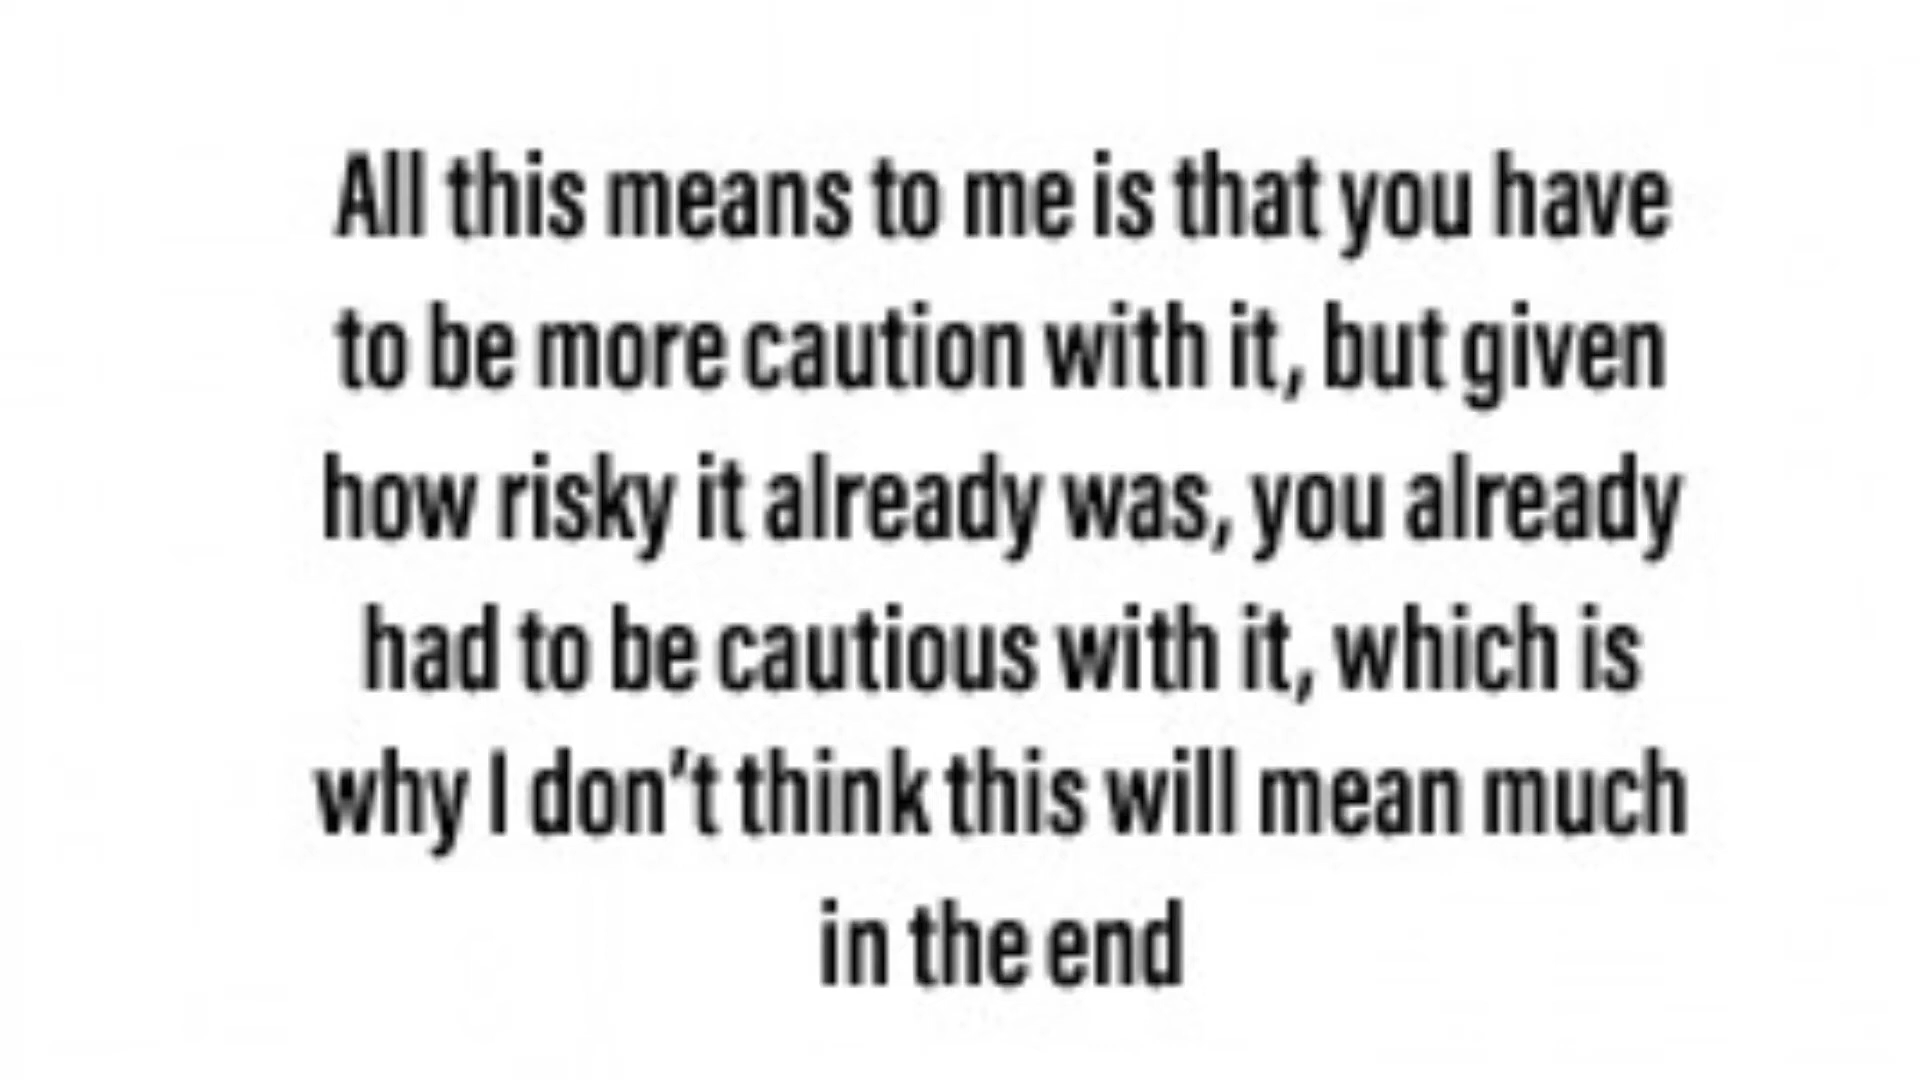 All this means to me is that you have
to be more caution with it, but given
how risky it already was, you already
had to be cautious with it, which is
why I don’t think this will mean much
in the end